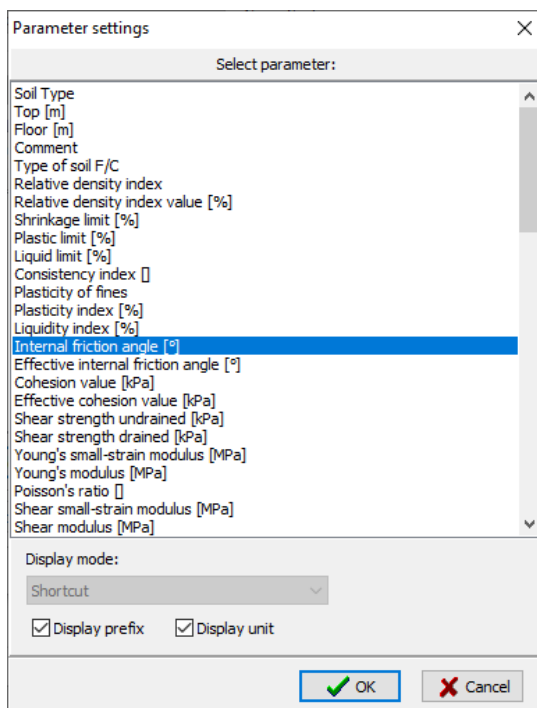 Parameter settings
Select parameter:
Soil Type
Top [m]
Floor [m]
Comment
Type of soil F/C
Relative density index
Relative density index value [%]
Shrinkage limit [%]
Plastic limit [%]
Liquid limit [%]
Consistency index []
Plasticity of fines
Plasticity index [%]
Liquidity index [%]
Internal friction angle [º]
Effective internal friction angle [º]
Cohesion value [kPa]
Effective cohesion value [kPa]
Shear strength undrained [kPa]
Shear strength drained [kPa]
Young's small-strain modulus [MPa]
Young's modulus [MPa]
Poisson's ratio []
Shear small-strain modulus [MPa]
Shear modulus [MPa]
Display mode:
Shortcut
Display prefix Display unit
OK Cancel